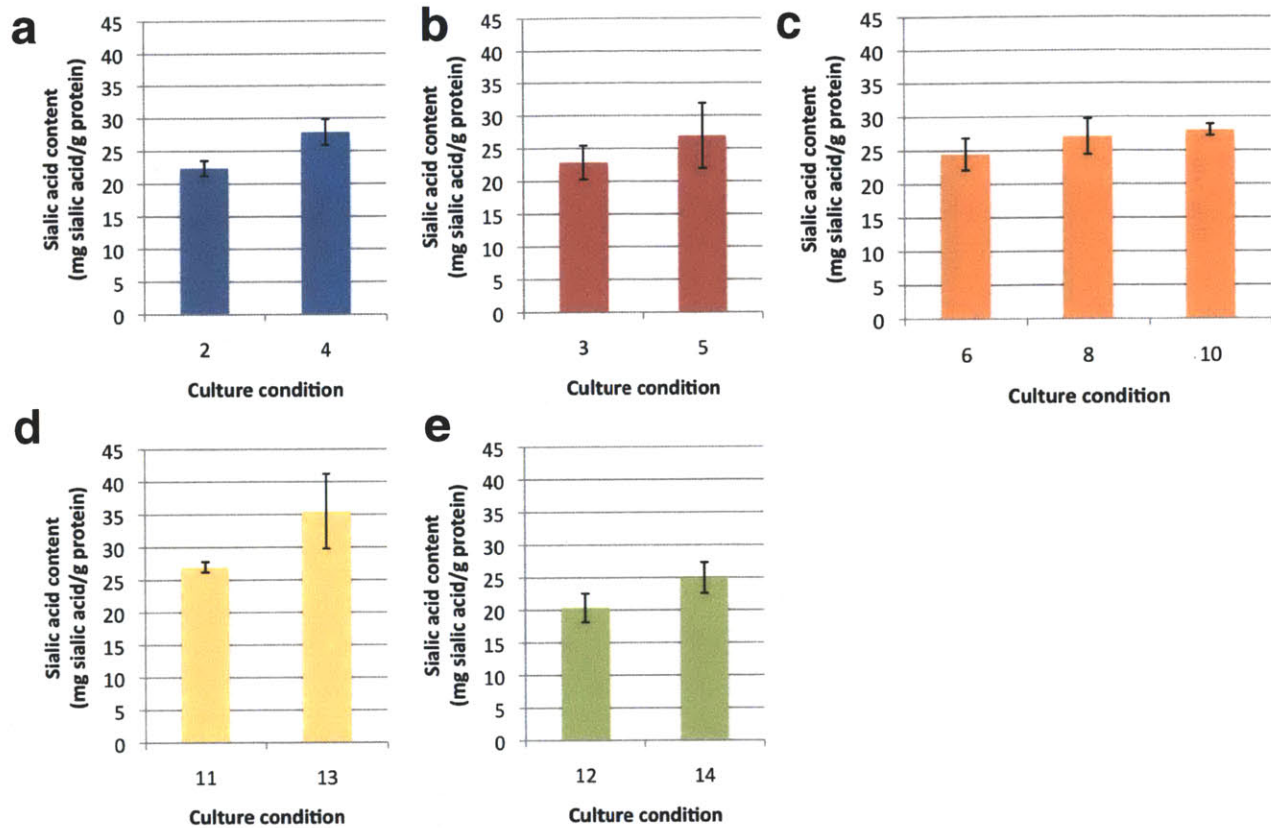 a
Sialic acid content
(mg sialic acid/g protein)
45
40
35
30
25
20
15
10
5
0
2 4
Culture condition
b
Sialic acid content
(mg sialic acid/g protein)
45
40
35
30
25
20
15
10
5
0
3 5
Culture condition
c
Sialic acid content
(mg sialic acid/g protein)
45
40
35
30
25
20
15
10
5
0
6 8 10
Culture condition
d
Sialic acid content
(mg sialic acid/g protein)
45
40
35
30
25
20
15
10
5
0
11 13
Culture condition
e
Sialic acid content
(mg sialic acid/g protein)
45
40
35
30
25
20
15
10
5
0
12 14
Culture condition